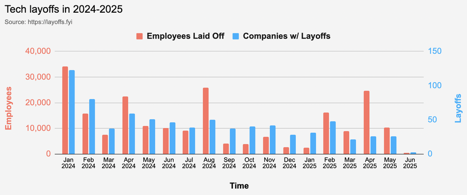 Tech layoffs in 2024-2025
Source: https://layoffs.fyi
Employees Laid Off Companies w/ Layoffs
40,000 150
30,000
100
20,000
50
10,000
0 0
Employees
Layoffs
Jan Feb Mar Apr May Jun Jul Aug Sep Oct Nov Dec Jan Feb Mar Apr May Jun
2024 2024 2024 2024 2024 2024 2024 2024 2024 2024 2024 2024 2025 2025 2025 2025 2025 2025
Time